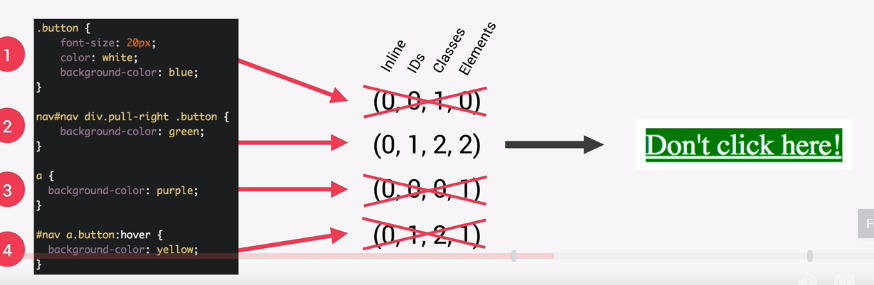 1
.button {
font-size: 20px;
color: white;
background-color: blue;
}
2
nav#nav div.pull-right .button {
background-color: green;
}
3
a {
background-color: purple;
}
4
#nav a.button:hover {
background-color: yellow;
}
Inline
IDs
Classes
Elements
(0, 0, 1, 0)
(0, 1, 2, 2)
(0, 0, 0, 1)
(0, 1, 2, 1)
Don't click here!